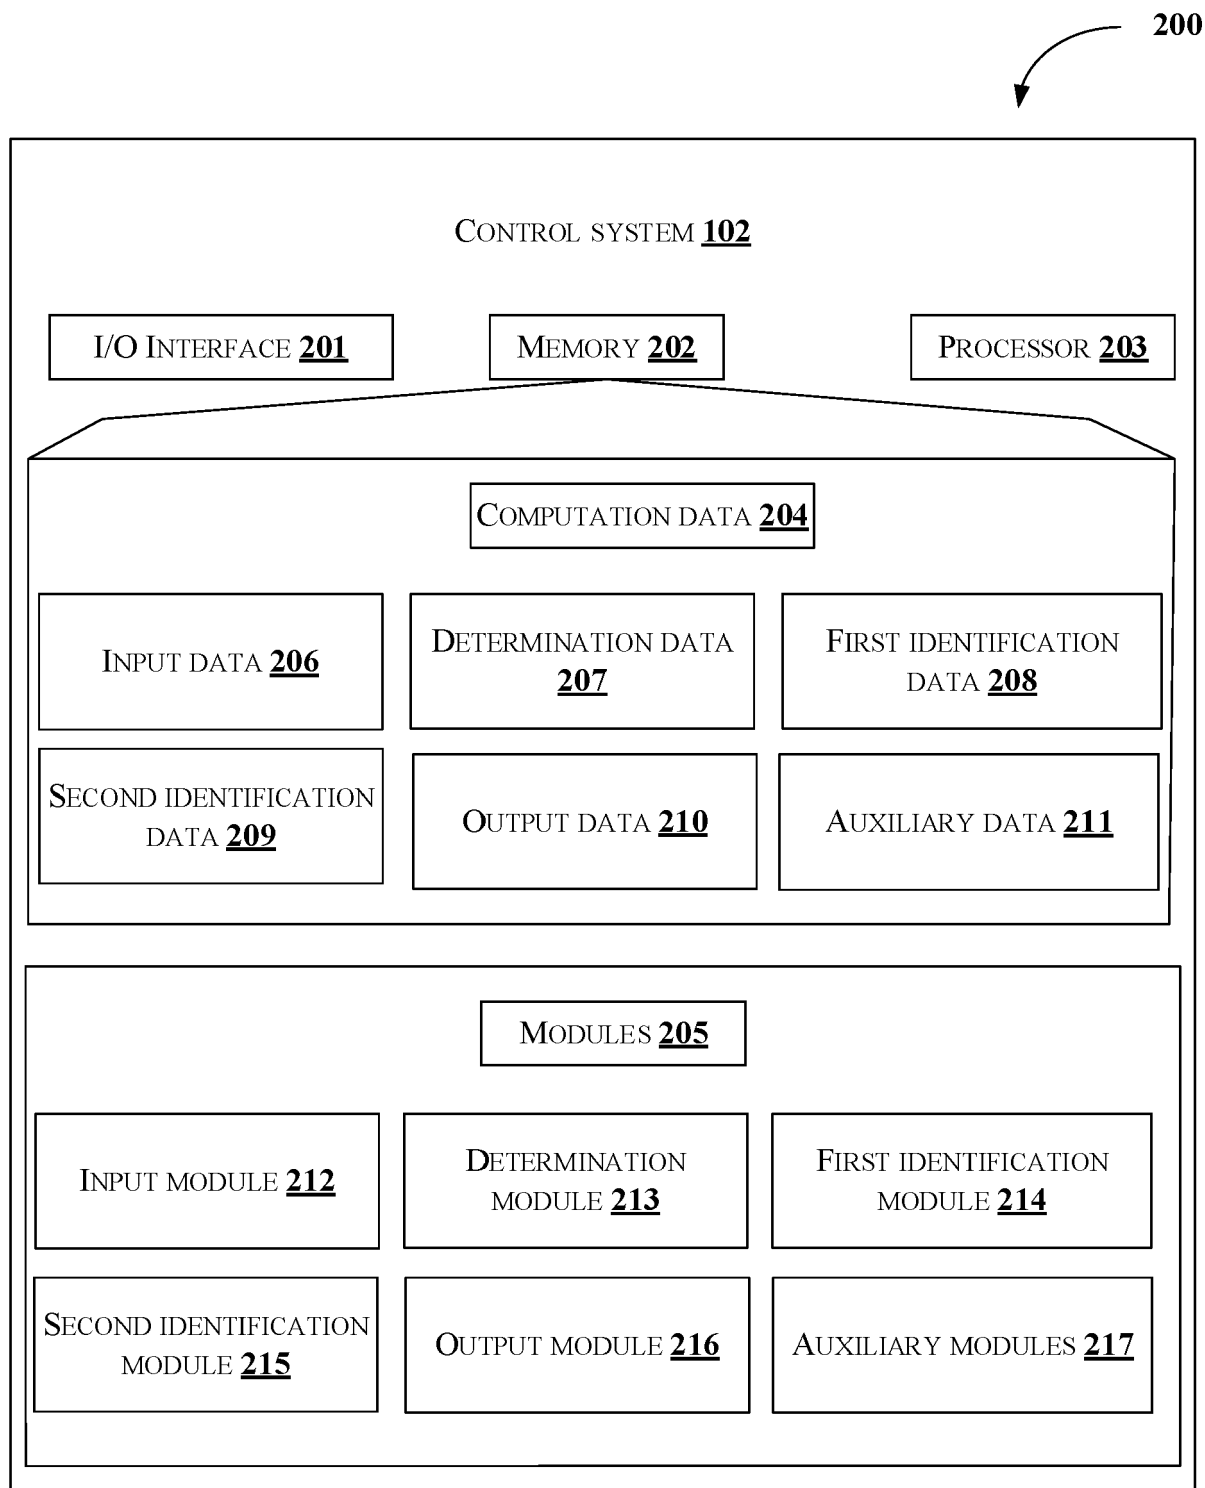 200
CONTROL SYSTEM 102
I/O INTERFACE 201
MEMORY 202
PROCESSOR 203
COMPUTATION DATA 204
INPUT DATA 206
DETERMINATION DATA
207
FIRST IDENTIFICATION
DATA 208
SECOND IDENTIFICATION
DATA 209
OUTPUT DATA 210
AUXILIARY DATA 211
MODULES 205
INPUT MODULE 212
DETERMINATION
MODULE 213
FIRST IDENTIFICATION
MODULE 214
SECOND IDENTIFICATION
MODULE 215
OUTPUT MODULE 216
AUXILIARY MODULES 217